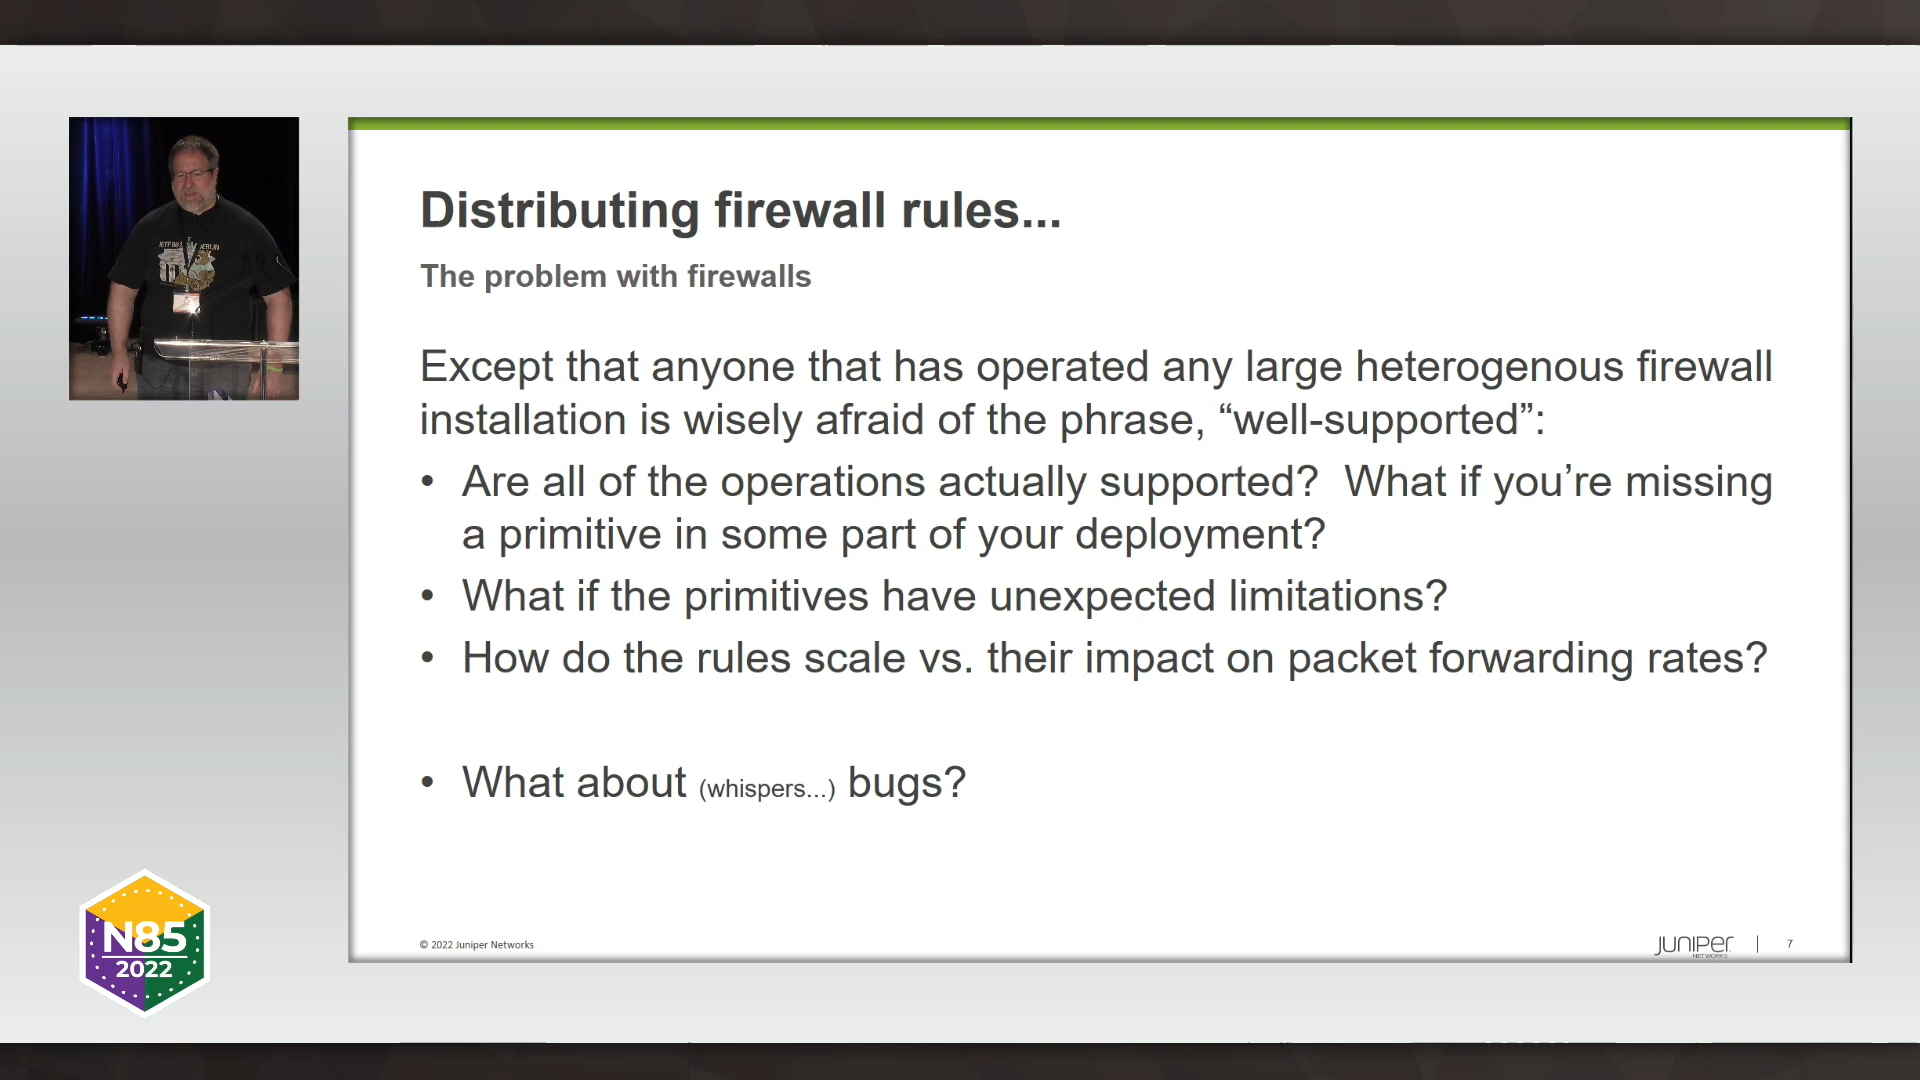 Distributing firewall rules...
The problem with firewalls
Except that anyone that has operated any large heterogenous firewall
installation is wisely afraid of the phrase, “well-supported”:
• Are all of the operations actually supported?  What if you’re missing
a primitive in some part of your deployment?
• What if the primitives have unexpected limitations?
• How do the rules scale vs. their impact on packet forwarding rates?
• What about (whispers...) bugs?
© 2022 Juniper Networks
JUNIPER
NETWORKS
7
N85
2022